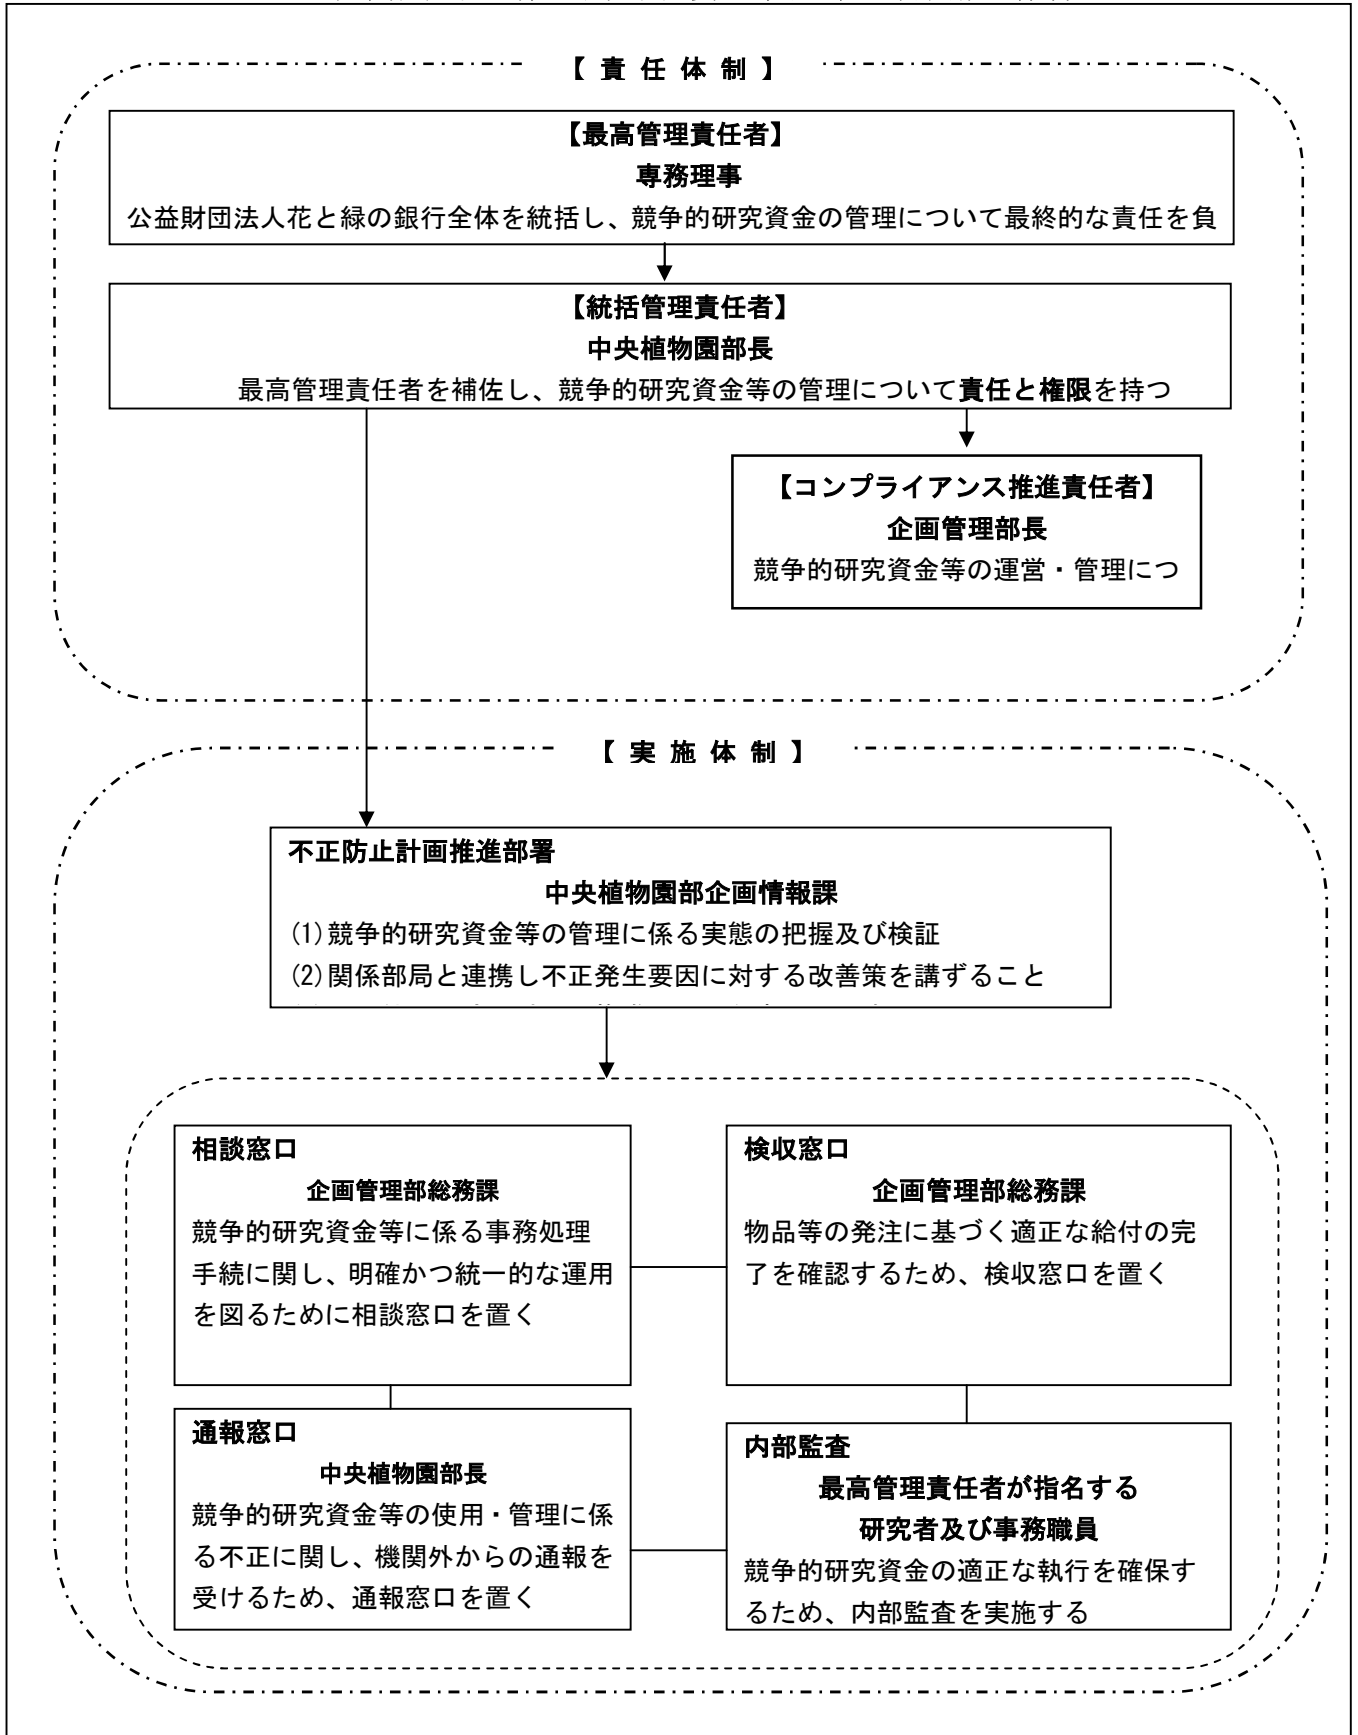 【 責 任 体 制 】
【最高管理責任者】
専務理事
公益財団法人花と緑の銀行全体を統括し、競争的研究資金の管理について最終的な責任を負
【統括管理責任者】
中央植物園部長
最高管理責任者を補佐し、競争的研究資金等の管理について責任と権限を持つ
【コンプライアンス推進責任者】
企画管理部長
競争的研究資金等の運営・管理につ
【 実 施 体 制 】
不正防止計画推進部署
中央植物園部企画情報課
(1)競争的研究資金等の管理に係る実態の把握及び検証
(2)関係部局と連携し不正発生要因に対する改善策を講ずること
相談窓口
企画管理部総務課
競争的研究資金等に係る事務処理
手続に関し、明確かつ統一的な運用
を図るために相談窓口を置く
検収窓口
企画管理部総務課
物品等の発注に基づく適正な給付の完
了を確認するため、検収窓口を置く
通報窓口
中央植物園部長
競争的研究資金等の使用・管理に係
る不正に関し、機関外からの通報を
受けるため、通報窓口を置く
内部監査
最高管理責任者が指名する
研究者及び事務職員
競争的研究資金の適正な執行を確保す
るため、内部監査を実施する